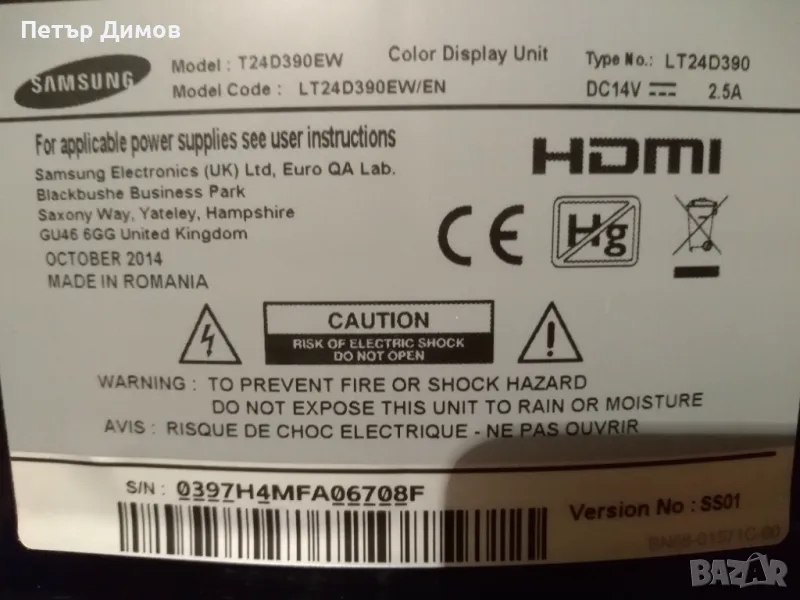 Петър Димов
SAMSUNG
Model : T24D390EW
Color Display Unit
Type No.: LT24D390
Model Code : LT24D390EW/EN
DC14V 2.5A
For applicable power supplies see user instructions
HDMI
Samsung Electronics (UK) Ltd, Euro QA Lab.
Blackbushe Business Park
Saxony Way, Yateley, Hampshire
GU46 6GG United Kingdom
OCTOBER 2014
MADE IN ROMANIA
CE
Hg
CAUTION
RISK OF ELECTRIC SHOCK
DO NOT OPEN
WARNING : TO PREVENT FIRE OR SHOCK HAZARD
DO NOT EXPOSE THIS UNIT TO RAIN OR MOISTURE
AVIS : RISQUE DE CHOC ELECTRIQUE - NE PAS OUVRIR
S/N : 0397H4MFA06708F
Version No : SS01
BN68-01571C-00
BAZAR